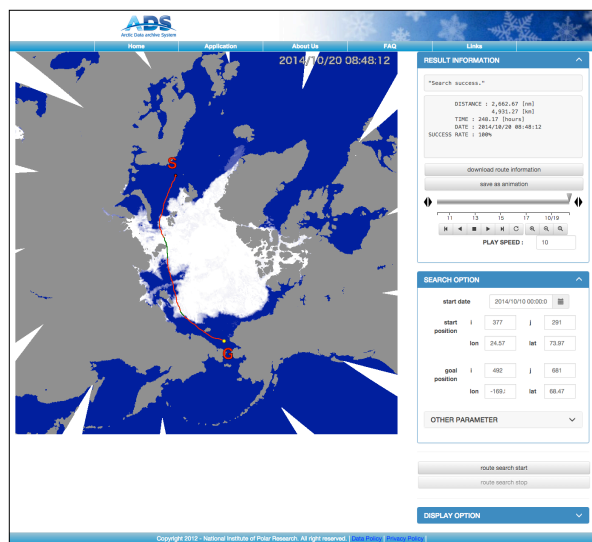 ADS
Arctic Data archive System
Home Application About Us FAQ Links
2014/10/20 08:48:12
S
G
RESULT INFORMATION
"Search success."
DISTANCE : 2,662.67 [nm]
4,931.27 [km]
TIME : 248.17 [hours]
DATE : 2014/10/20 08:48:12
SUCCESS RATE : 100%
download route information
save as animation
11 13 15 17 10/19
PLAY SPEED : 10
SEARCH OPTION
start date 2014/10/10 00:00:0
start position i 377 j 291
lon 24.57 lat 73.97
goal position i 492 j 661
lon -169.: lat 68.47
OTHER PARAMETER
route search start
route search stop
DISPLAY OPTION
Copyright 2012 - National Institute of Polar Research. All right reserved. | Data Policy | Privacy Policy |